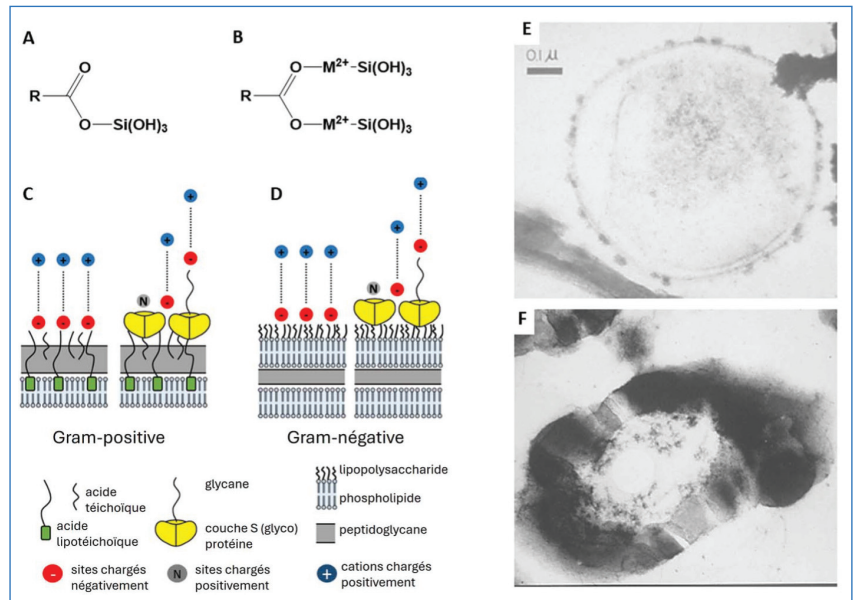 A
O
R
O
Si(OH)₃
B
O
M²⁺
Si(OH)₃
R
O
M²⁺
Si(OH)₃
C
+
+
+ + +
N
-
-
- - -
Gram-positive
D
+
+
+ + +
N
-
-
- - -
Gram-négative
acide
téichoïque
acide
lipotéichoïque
glycane
couche S (glyco)
protéine
lipopolysaccharide
phospholipide
peptidoglycane
- sites chargés
négativement
N sites chargés
positivement
+ cations chargés
positivement
E
0.1 μ
F